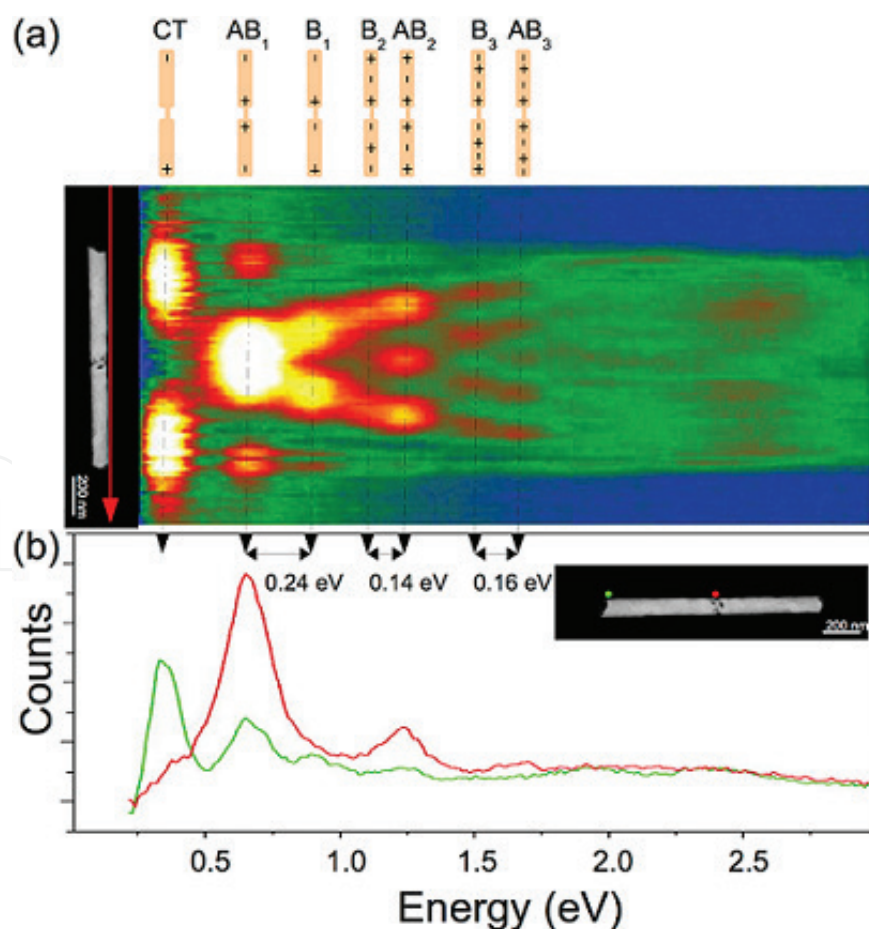 (a)
CT AB₁ B₁ B₂ AB₂ B₃ AB₃
200 nm
(b)
0.24 eV 0.14 eV 0.16 eV
200 nm
Counts
0.5 1.0 1.5 2.0 2.5
Energy (eV)